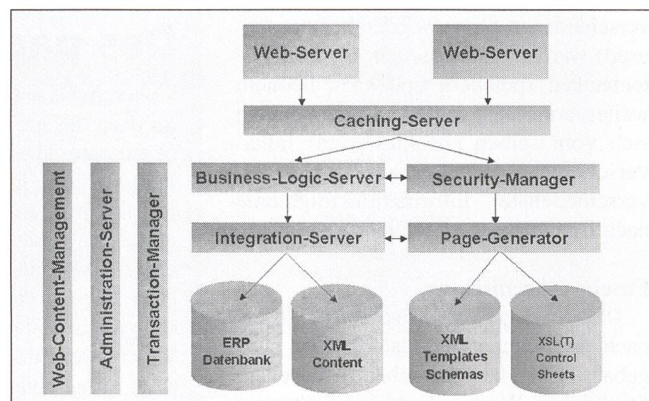 Web-Server
Web-Server
Caching-Server
Business-Logic-Server
Security-Manager
Integration-Server
Page-Generator
Web-Content-Management
Administration-Server
Transaction-Manager
ERP
Datenbank
XML
Content
XML
Templates
Schemas
XSL(T)
Control
Sheets